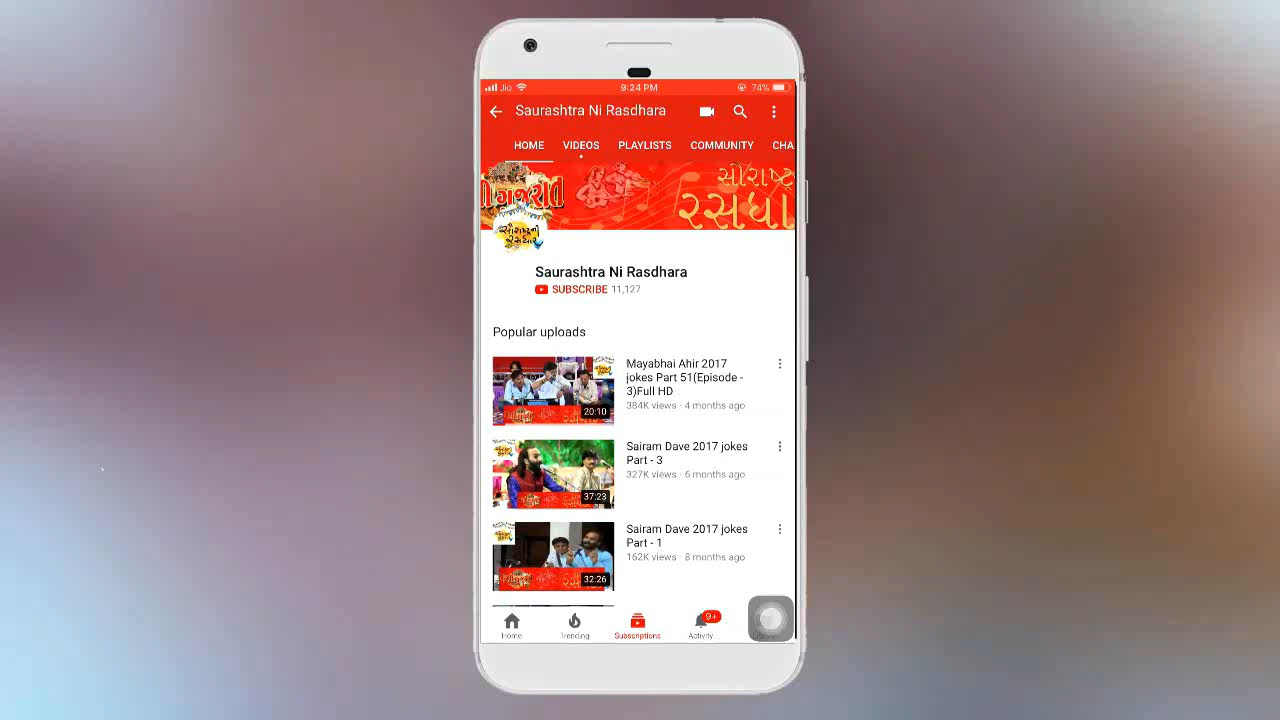 Jio 9:24 PM 74%
Saurashtra Ni Rasdhara
HOME VIDEOS PLAYLISTS COMMUNITY CHA
ગુજરાત
સૌરાષ્ટ્ર
રસધા
સૌરાષ્ટ્રની
રસધાર
Saurashtra Ni Rasdhara
SUBSCRIBE 11,127
Popular uploads
Mayabhai Ahir 2017
jokes Part 51(Episode -
3)Full HD
384K views · 4 months ago
20:10
Sairam Dave 2017 jokes
Part - 3
327K views · 6 months ago
37:23
Sairam Dave 2017 jokes
Part - 1
162K views · 8 months ago
32:26
9+
Home Trending Subscriptions Activity